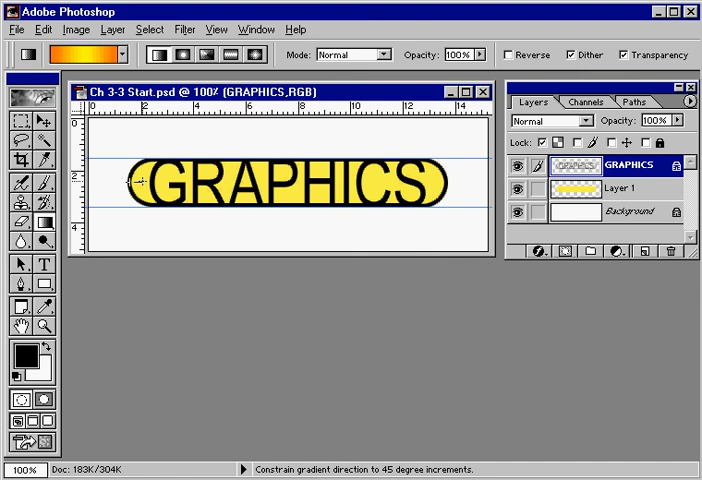 Adobe Photoshop
File Edit Image Layer Select Filter View Window Help
Mode: Normal Opacity: 100% Reverse Dither Transparency
Ch 3-3 Start.psd @ 100% (GRAPHICS,RGB)
0 2 4 6 8 10 12 14
0
2
4
GRAPHICS
Layers Channels Paths
Normal Opacity: 100%
Lock:
GRAPHICS
Layer 1
Background
T
100% Doc: 183K/304K Constrain gradient direction to 45 degree increments.